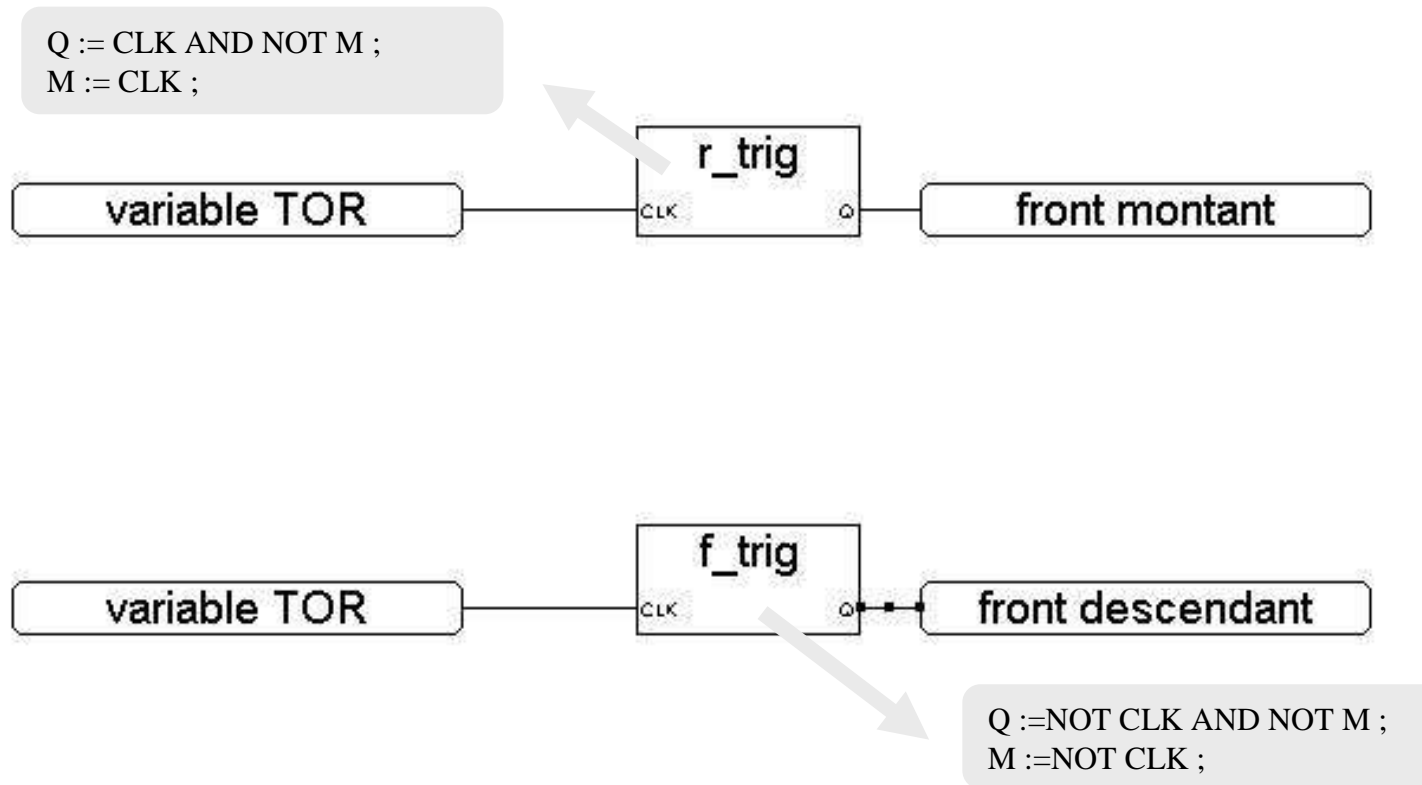 Q := CLK AND NOT M ;
M := CLK ;
r_trig
variable TOR
CLK
Q
front montant
f_trig
variable TOR
CLK
Q
front descendant
Q :=NOT CLK AND NOT M ;
M :=NOT CLK ;